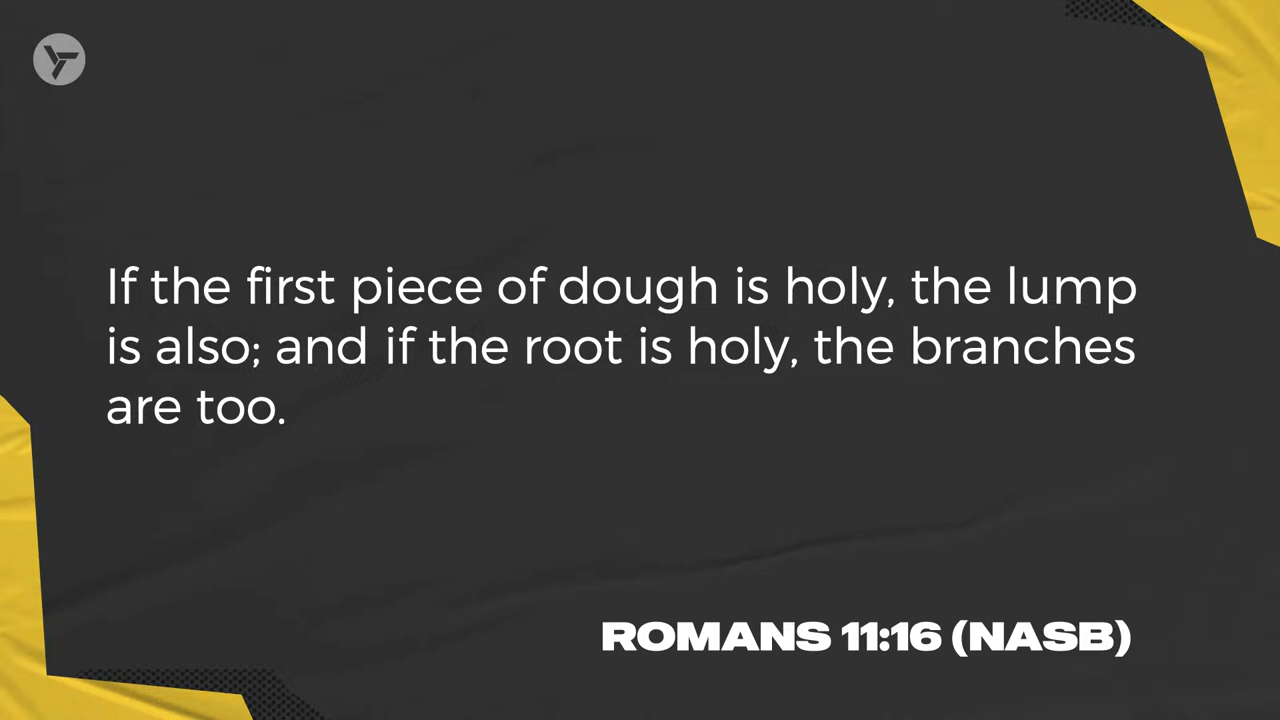 If the first piece of dough is holy, the lump
is also; and if the root is holy, the branches
are too.
ROMANS 11:16 (NASB)